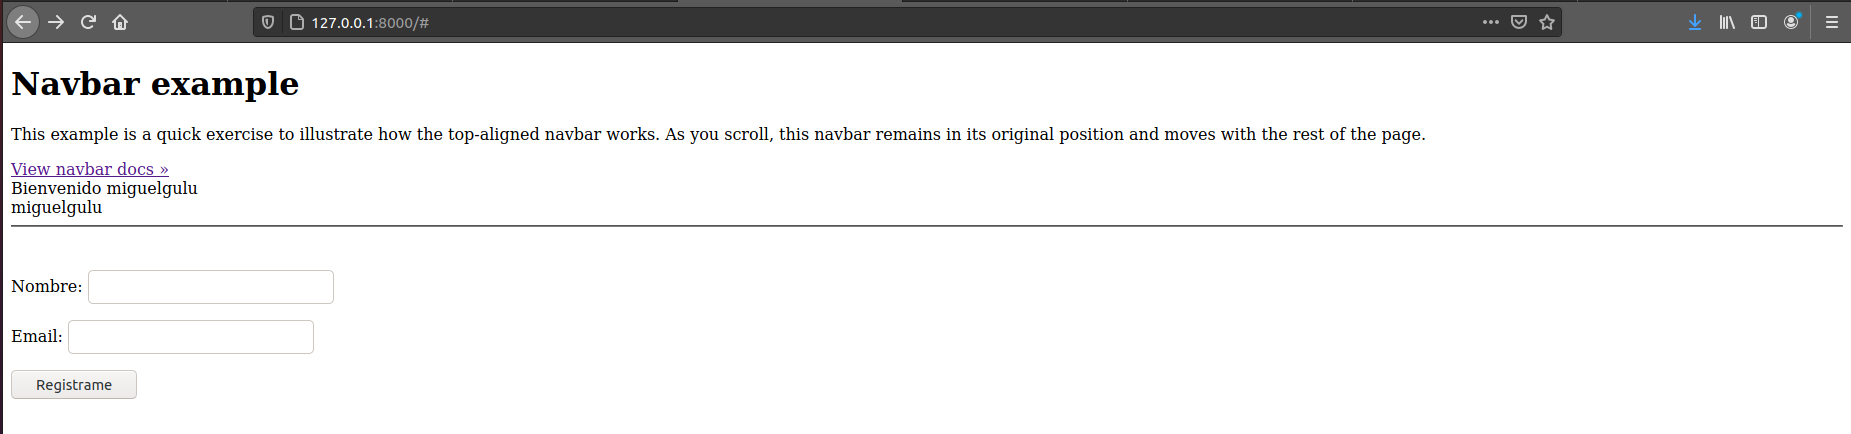 127.0.0.1:8000/#
Navbar example
This example is a quick exercise to illustrate how the top-aligned navbar works. As you scroll, this navbar remains in its original position and moves with the rest of the page.
View navbar docs »
Bienvenido miguelgulu
miguelgulu
Nombre:
Email:
Registrame